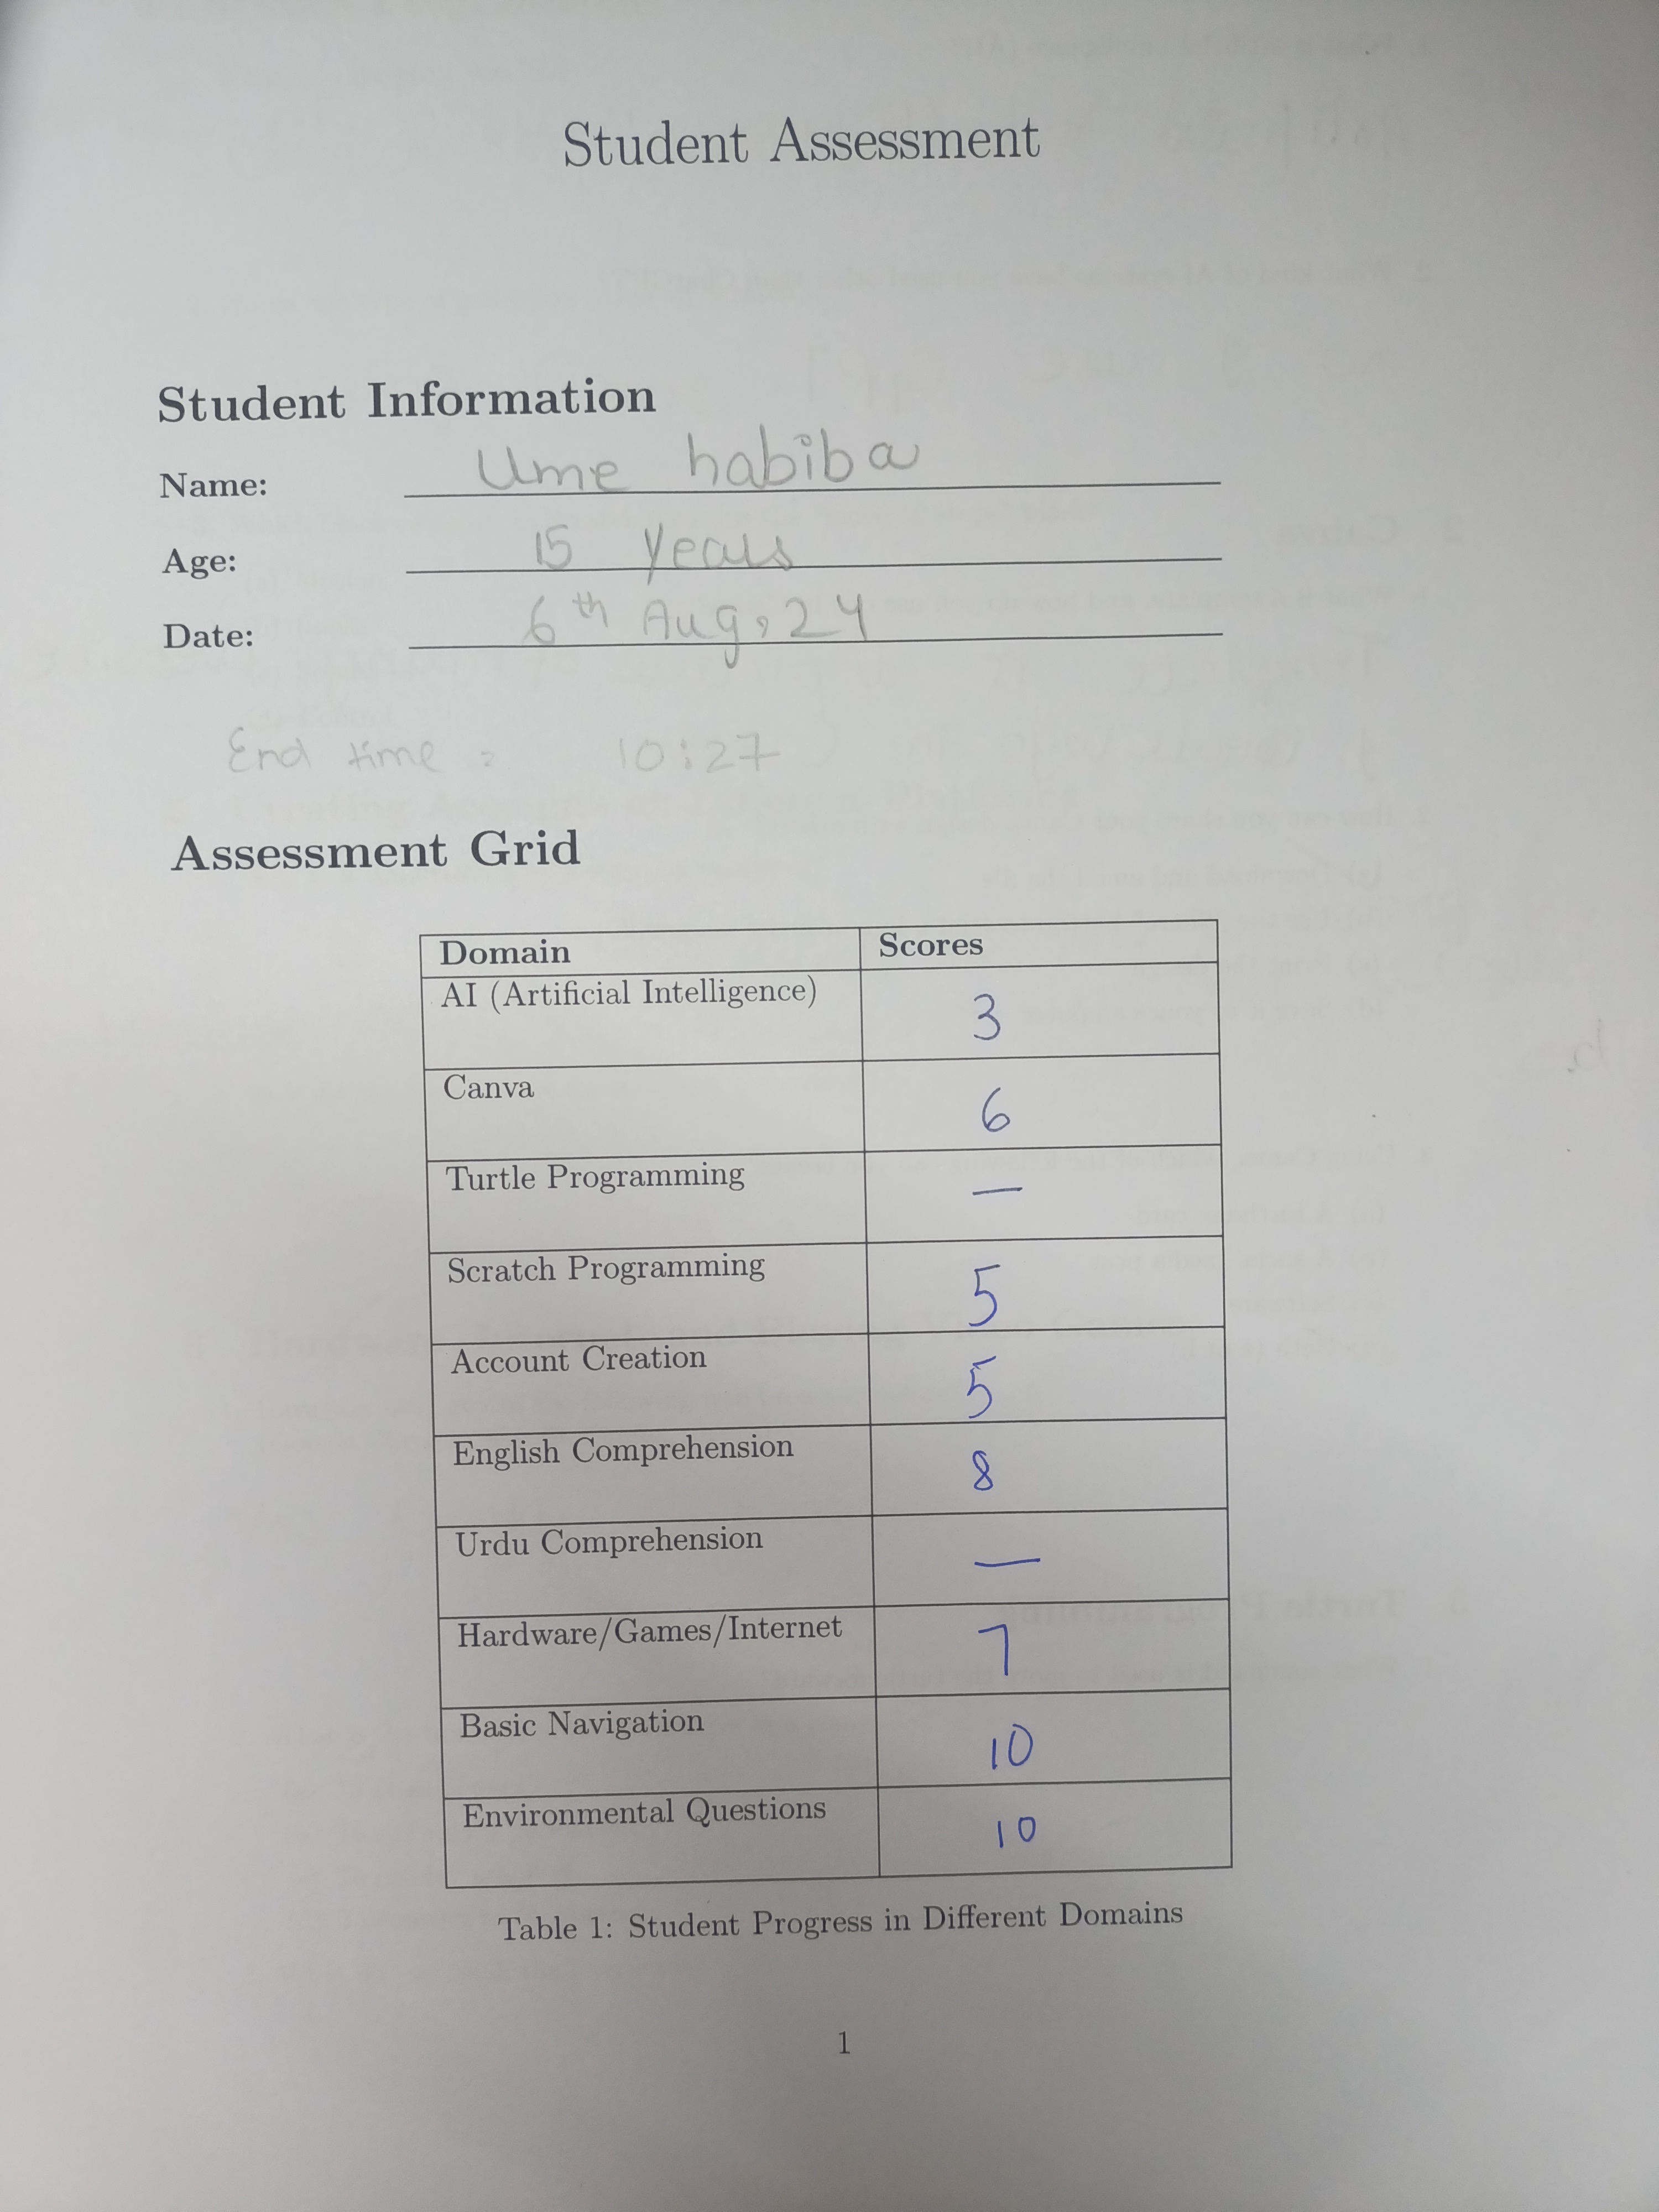 Student Assessment
Student Information
Name: Ume habiba
Age: 15 years
Date: 6th Aug, 24
End time = 10:27
Assessment Grid
Domain Scores
AI (Artificial Intelligence) 3
Canva 6
Turtle Programming —
Scratch Programming 5
Account Creation 5
English Comprehension 8
Urdu Comprehension —
Hardware/Games/Internet 7
Basic Navigation 10
Environmental Questions 10
Table 1: Student Progress in Different Domains
1